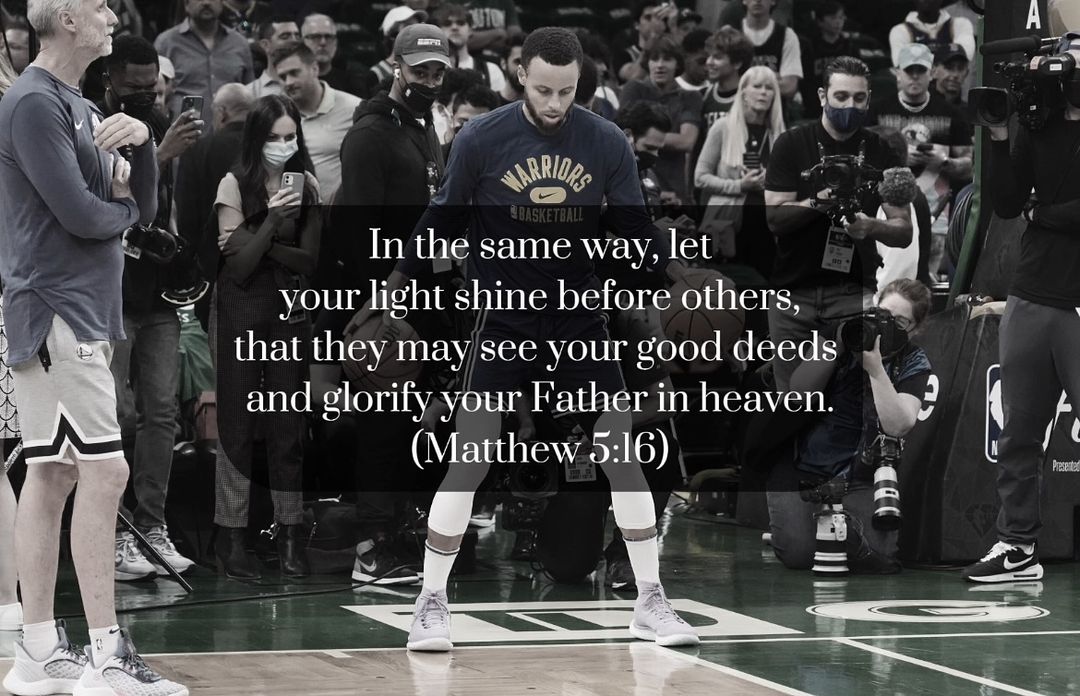 A
WARRIORS
BASKETBALL
In the same way, let
your light shine before others,
that they may see your good deeds
and glorify your Father in heaven.
(Matthew 5:16)
Presented